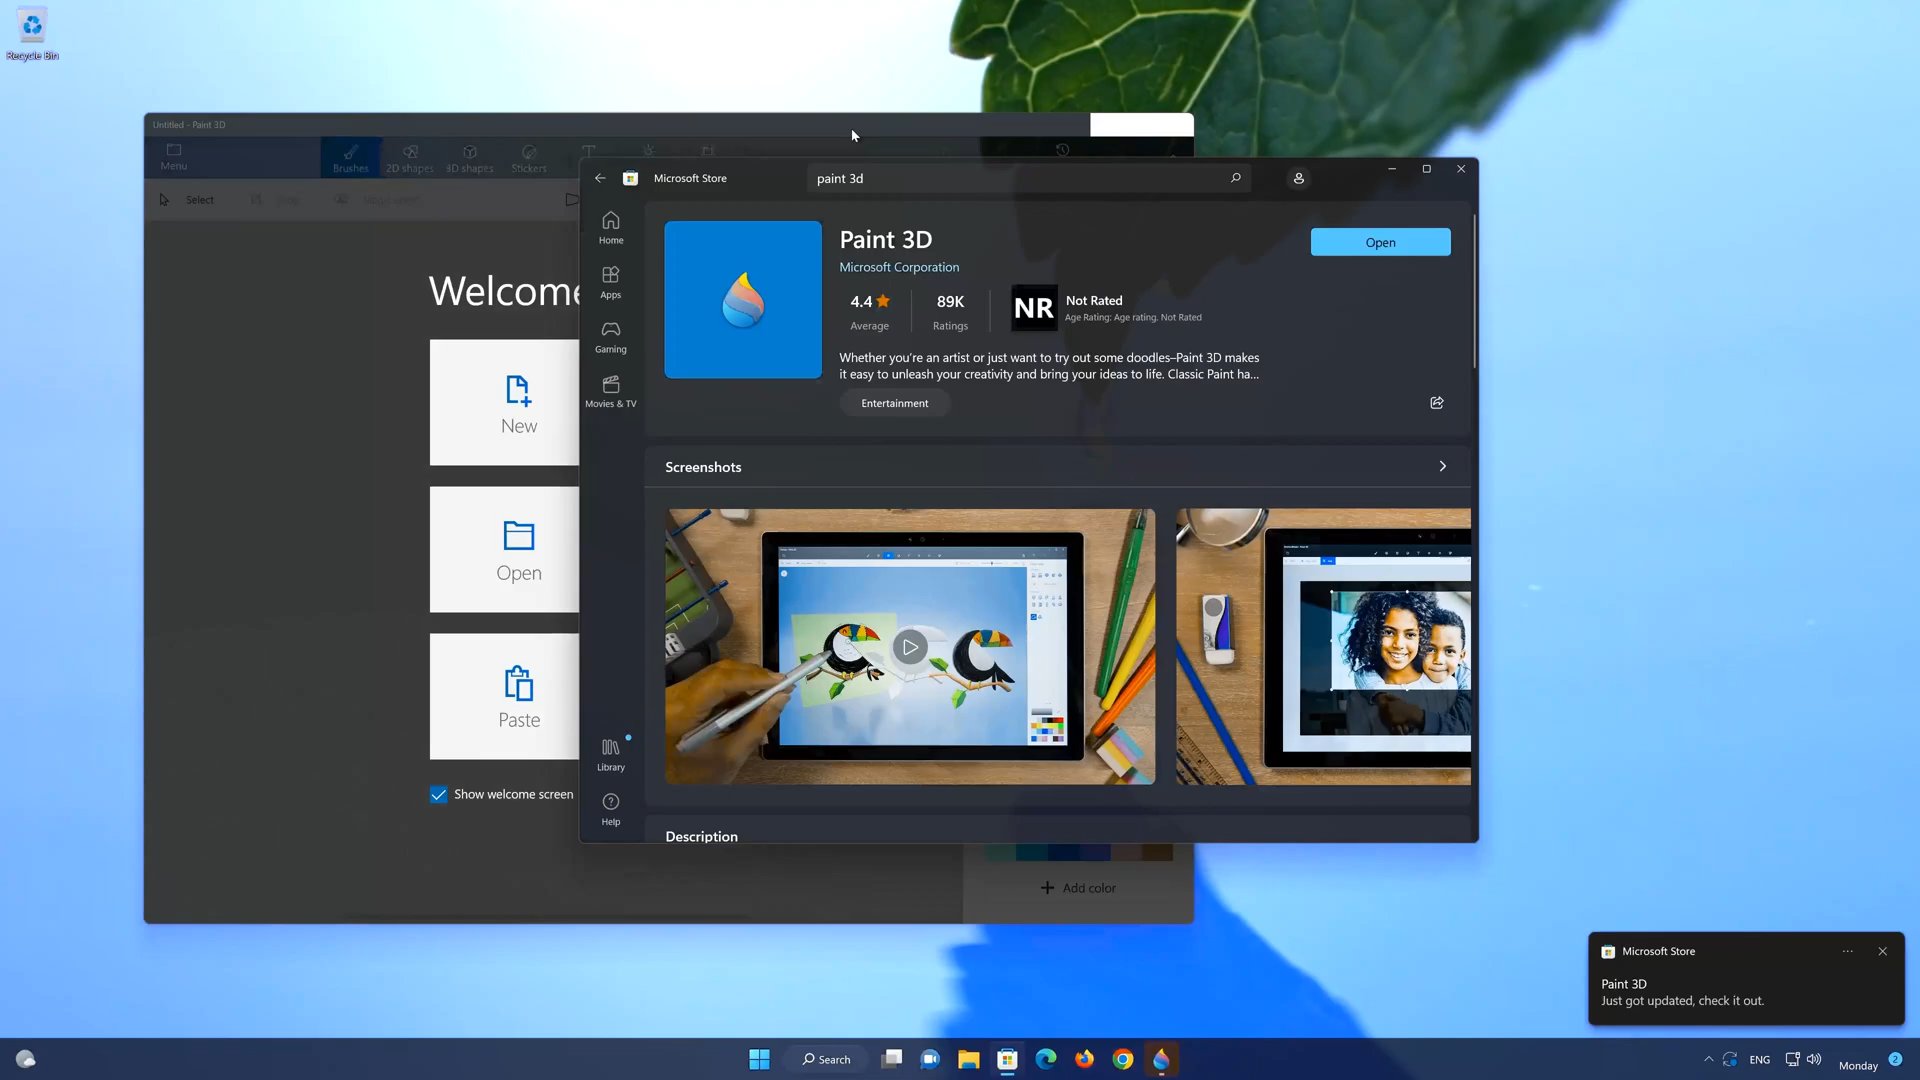 Recycle Bin
Untitled - Paint 3D
Menu
Brushes
2D shapes
3D shapes
Stickers
Select
Magic select
Welcome
New
Open
Paste
Show welcome screen
Add color
Microsoft Store
paint 3d
Home
Apps
Gaming
Movies & TV
Library
Help
Paint 3D
Microsoft Corporation
Open
4.4
Average
89K
Ratings
NR
Not Rated
Age Rating: Age rating. Not Rated
Whether you're an artist or just want to try out some doodles–Paint 3D makes
it easy to unleash your creativity and bring your ideas to life. Classic Paint ha...
Entertainment
Screenshots
Description
Microsoft Store
Paint 3D
Just got updated, check it out.
Search
ENG
Monday
2